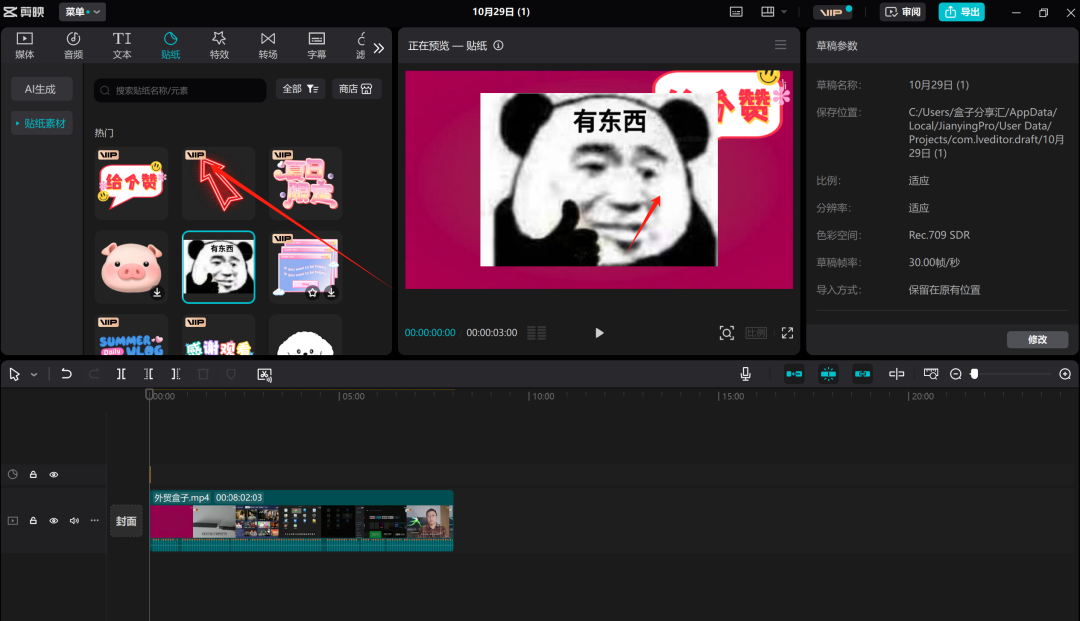 剪映
菜单
10月29日 (1)
VIP
审阅
导出
媒体
音频
文本
贴纸
特效
转场
字幕
滤
AI生成
贴纸素材
搜索贴纸名称/元素
全部
商店
热门
VIP
给个赞
VIP
VIP
夏日
限定
有东西
VIP
VIP
SUMMER
Daily VLOG
VIP
感谢观看
正在预览 — 贴纸
给个赞
有东西
00:00:00:00
00:00:03:00
比例
草稿参数
草稿名称:
10月29日 (1)
保存位置:
C:/Users/盒子分享汇/AppData/
Local/JianyingPro/User Data/
Projects/com.lveditor.draft/10月
29日 (1)
比例:
适应
分辨率:
适应
色彩空间:
Rec.709 SDR
草稿帧率:
30.00帧/秒
导入方式:
保留在原有位置
修改
00:00
05:00
10:00
15:00
20:00
封面
外贸盒子.mp4 00:08:02:03